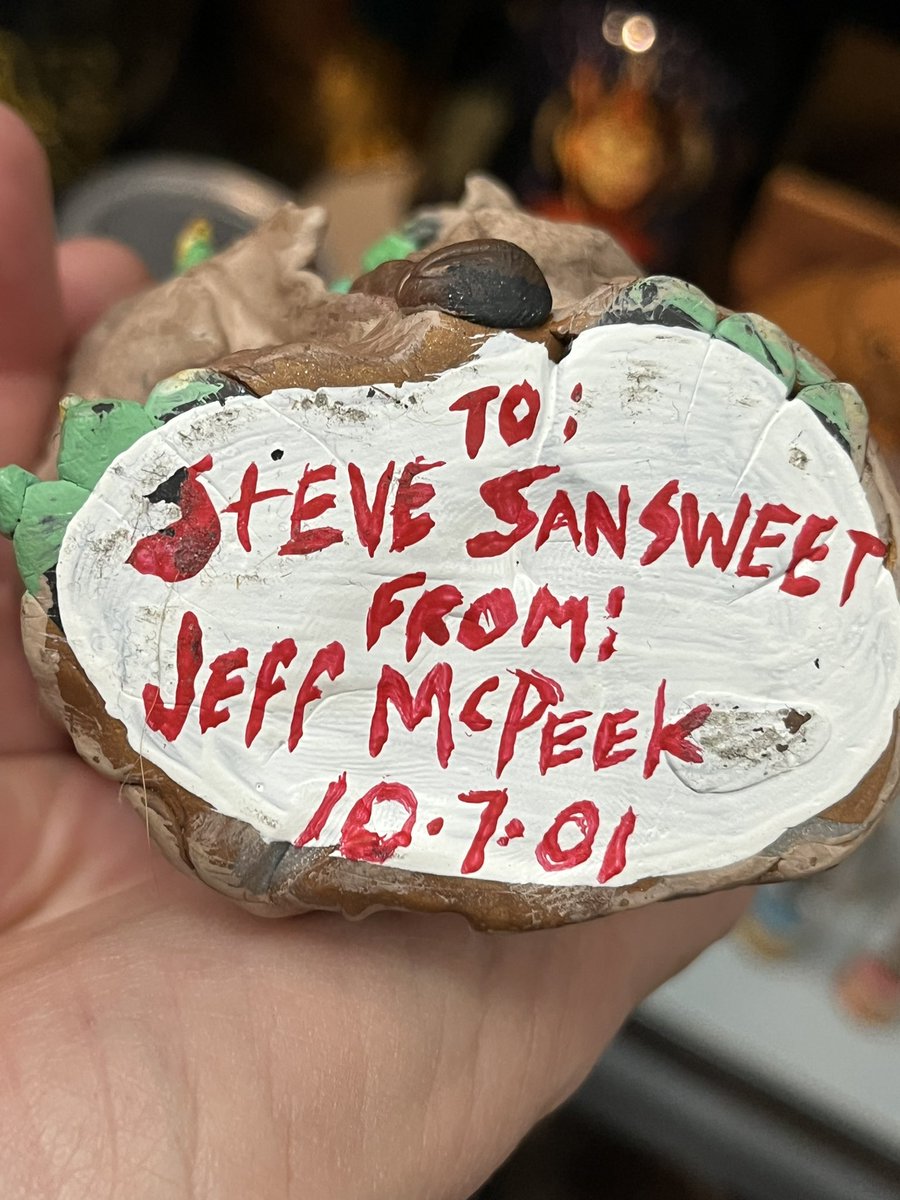 TO:
STEVE SANSWEET
FROM:
JEFF McPEEK
10.7.01